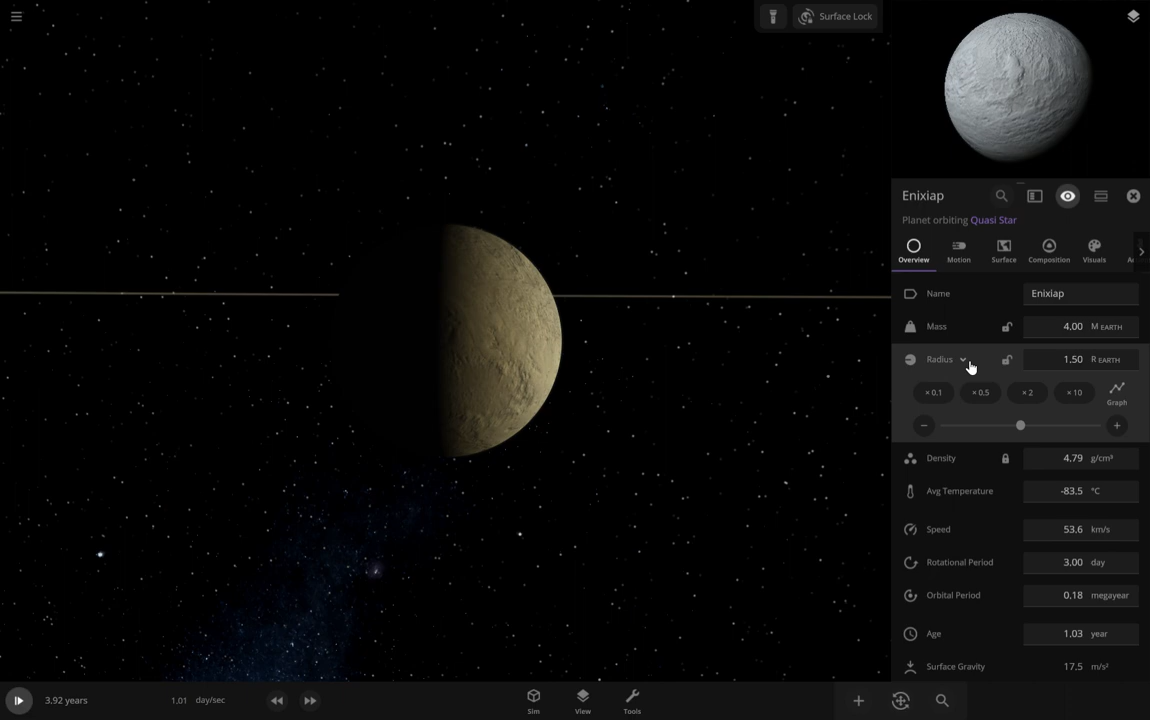 Surface Lock
Enixiap
Planet orbiting Quasi Star
Overview Motion Surface Composition Visuals
Name Enixiap
Mass 4.00 M EARTH
Radius 1.50 R EARTH
× 0.1 × 0.5 × 2 × 10 Graph
Density 4.79 g/cm³
Avg Temperature -83.5 °C
Speed 53.6 km/s
Rotational Period 3.00 day
Orbital Period 0.18 megayear
Age 1.03 year
Surface Gravity 17.5 m/s²
3.92 years 1.01 day/sec Sim View Tools